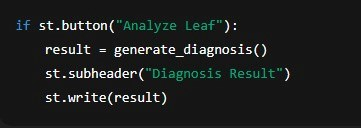 if st.button("Analyze Leaf"):
    result = generate_diagnosis()
    st.subheader("Diagnosis Result")
    st.write(result)